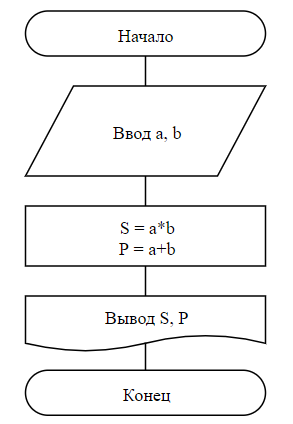 Начало
Ввод a, b
S = a*b
P = a+b
Вывод S, P
Конец